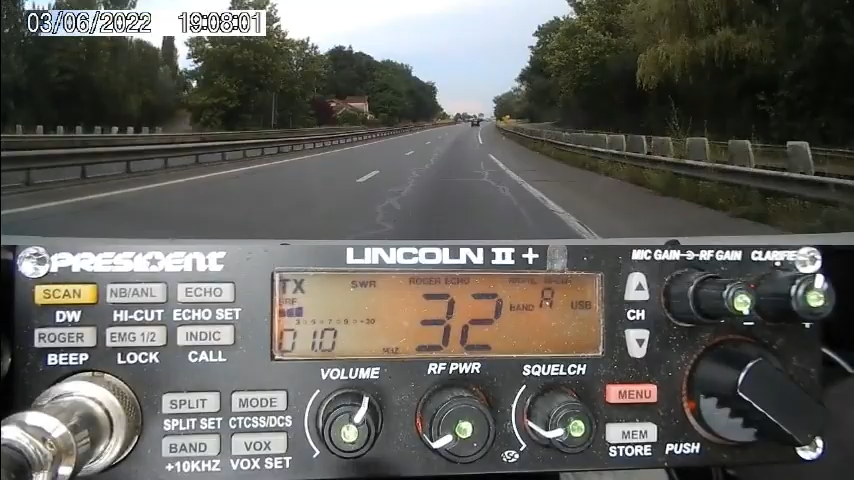 03/06/2022 19:08:01
PRESIDENT LINCOLN II + MIC GAIN RF GAIN CLARIFIER
SCAN NB/ANL ECHO
DW HI-CUT ECHO SET
ROGER EMG 1/2 INDIC
BEEP LOCK CALL
TX SWR ROGER ECHO
32 BAND A USB
010
CH
VOLUME RF PWR SQUELCH
SPLIT MODE MENU
SPLIT SET CTCSS/DCS
BAND VOX MEM
+10KHZ VOX SET STORE PUSH
ASC